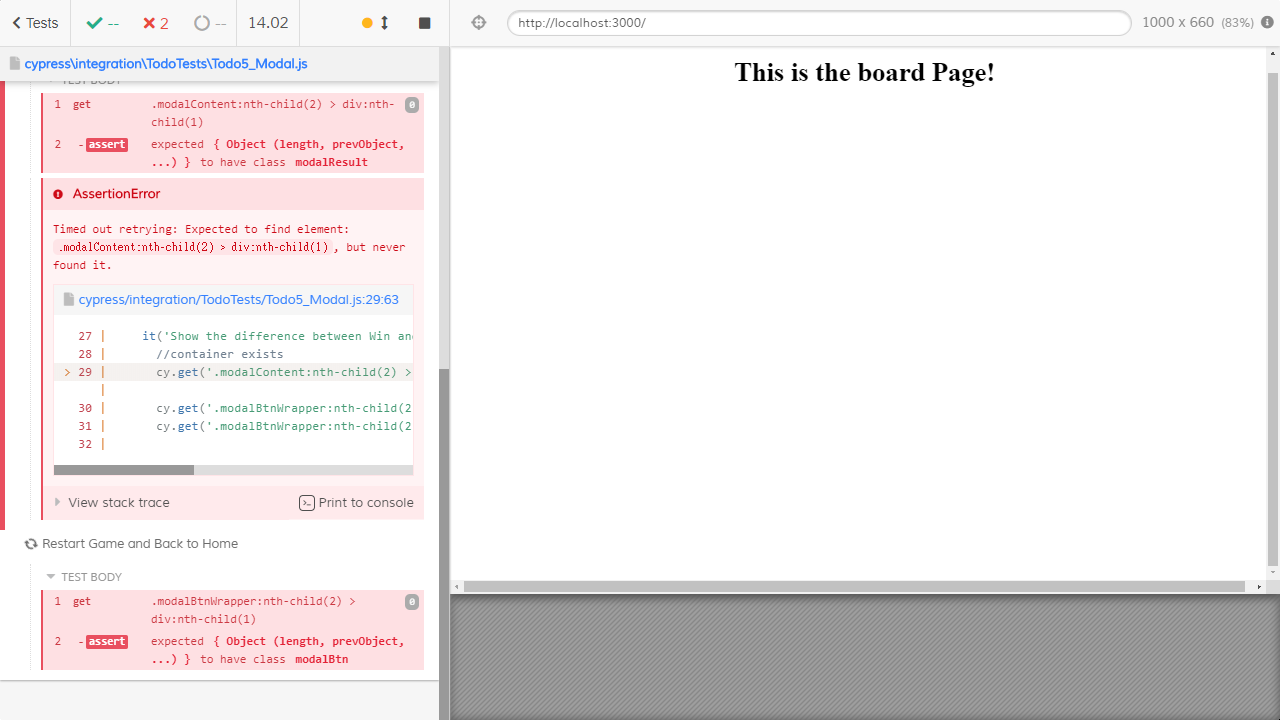 Tests
--
2
--
14.02
http://localhost:3000/
1000 x 660 (83%)
cypress\integration\TodoTests\Todo5_Modal.js
TEST BODY
1 get .modalContent:nth-child(2) > div:nth-
child(1)
0
2 -assert expected { Object (length, prevObject,
...) } to have class modalResult
AssertionError
Timed out retrying: Expected to find element:
.modalContent:nth-child(2) > div:nth-child(1), but never
found it.
cypress/integration/TodoTests/Todo5_Modal.js:29:63
27 | it('Show the difference between Win an
28 | //container exists
> 29 | cy.get('.modalContent:nth-child(2) >
|
30 | cy.get('.modalBtnWrapper:nth-child(2
31 | cy.get('.modalBtnWrapper:nth-child(2
32 |
View stack trace
Print to console
Restart Game and Back to Home
TEST BODY
1 get .modalBtnWrapper:nth-child(2) >
div:nth-child(1)
0
2 -assert expected { Object (length, prevObject,
...) } to have class modalBtn
This is the board Page!